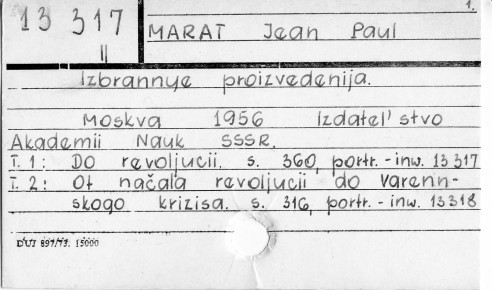 1.
13 317
II
MARAT Jean Paul
Izbrannye proizvedenija.
Moskva 1956 Izdatel'stvo
Akademii Nauk SSSR.
T. 1: Do revoljucii. s. 360, portr. - inw. 13 317
T. 2: Ot načala revoljucii do varenn-
skogo krizisa. s. 316, portr. - inw. 13318
DUJ 897/73. 15000